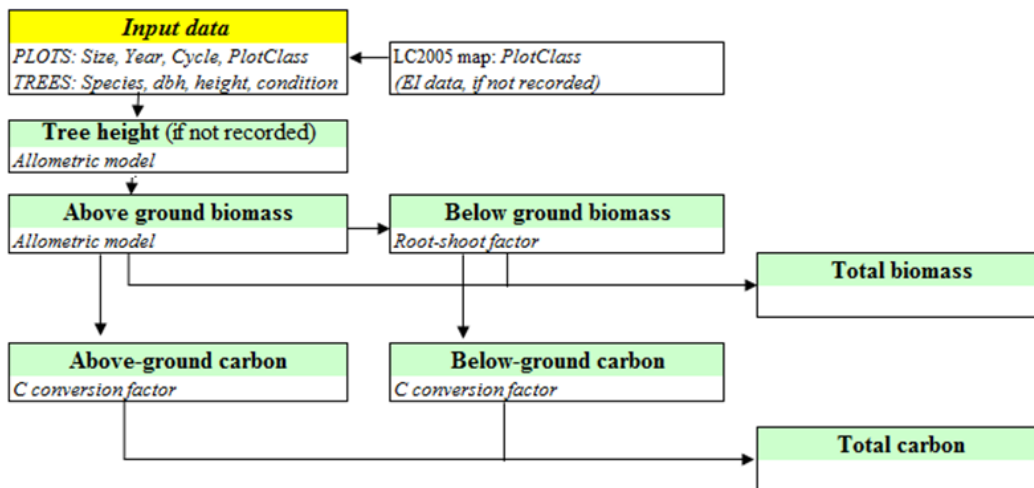 Input data
PLOTS: Size, Year, Cycle, PlotClass
TREES: Species, dbh, height, condition
LC2005 map: PlotClass
(EI data, if not recorded)
Tree height (if not recorded)
Allometric model
Above ground biomass
Allometric model
Below ground biomass
Root-shoot factor
Total biomass
Above-ground carbon
C conversion factor
Below-ground carbon
C conversion factor
Total carbon